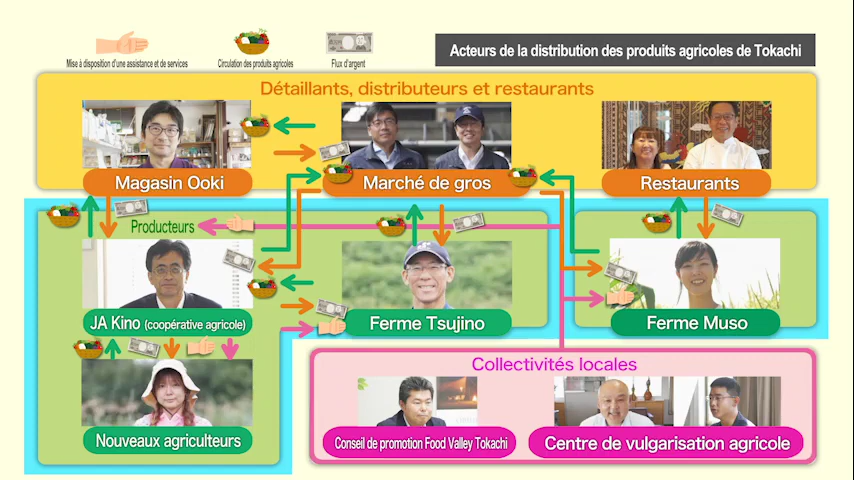 Acteurs de la distribution des produits agricoles de Tokachi
Mise à disposition d'une assistance et de services
Circulation des produits agricoles
Flux d'argent
Détaillants, distributeurs et restaurants
Magasin Ooki
Marché de gros
Restaurants
Producteurs
JA Kino (coopérative agricole)
Ferme Tsujino
Ferme Muso
Collectivités locales
Nouveaux agriculteurs
Conseil de promotion Food Valley Tokachi
Centre de vulgarisation agricole